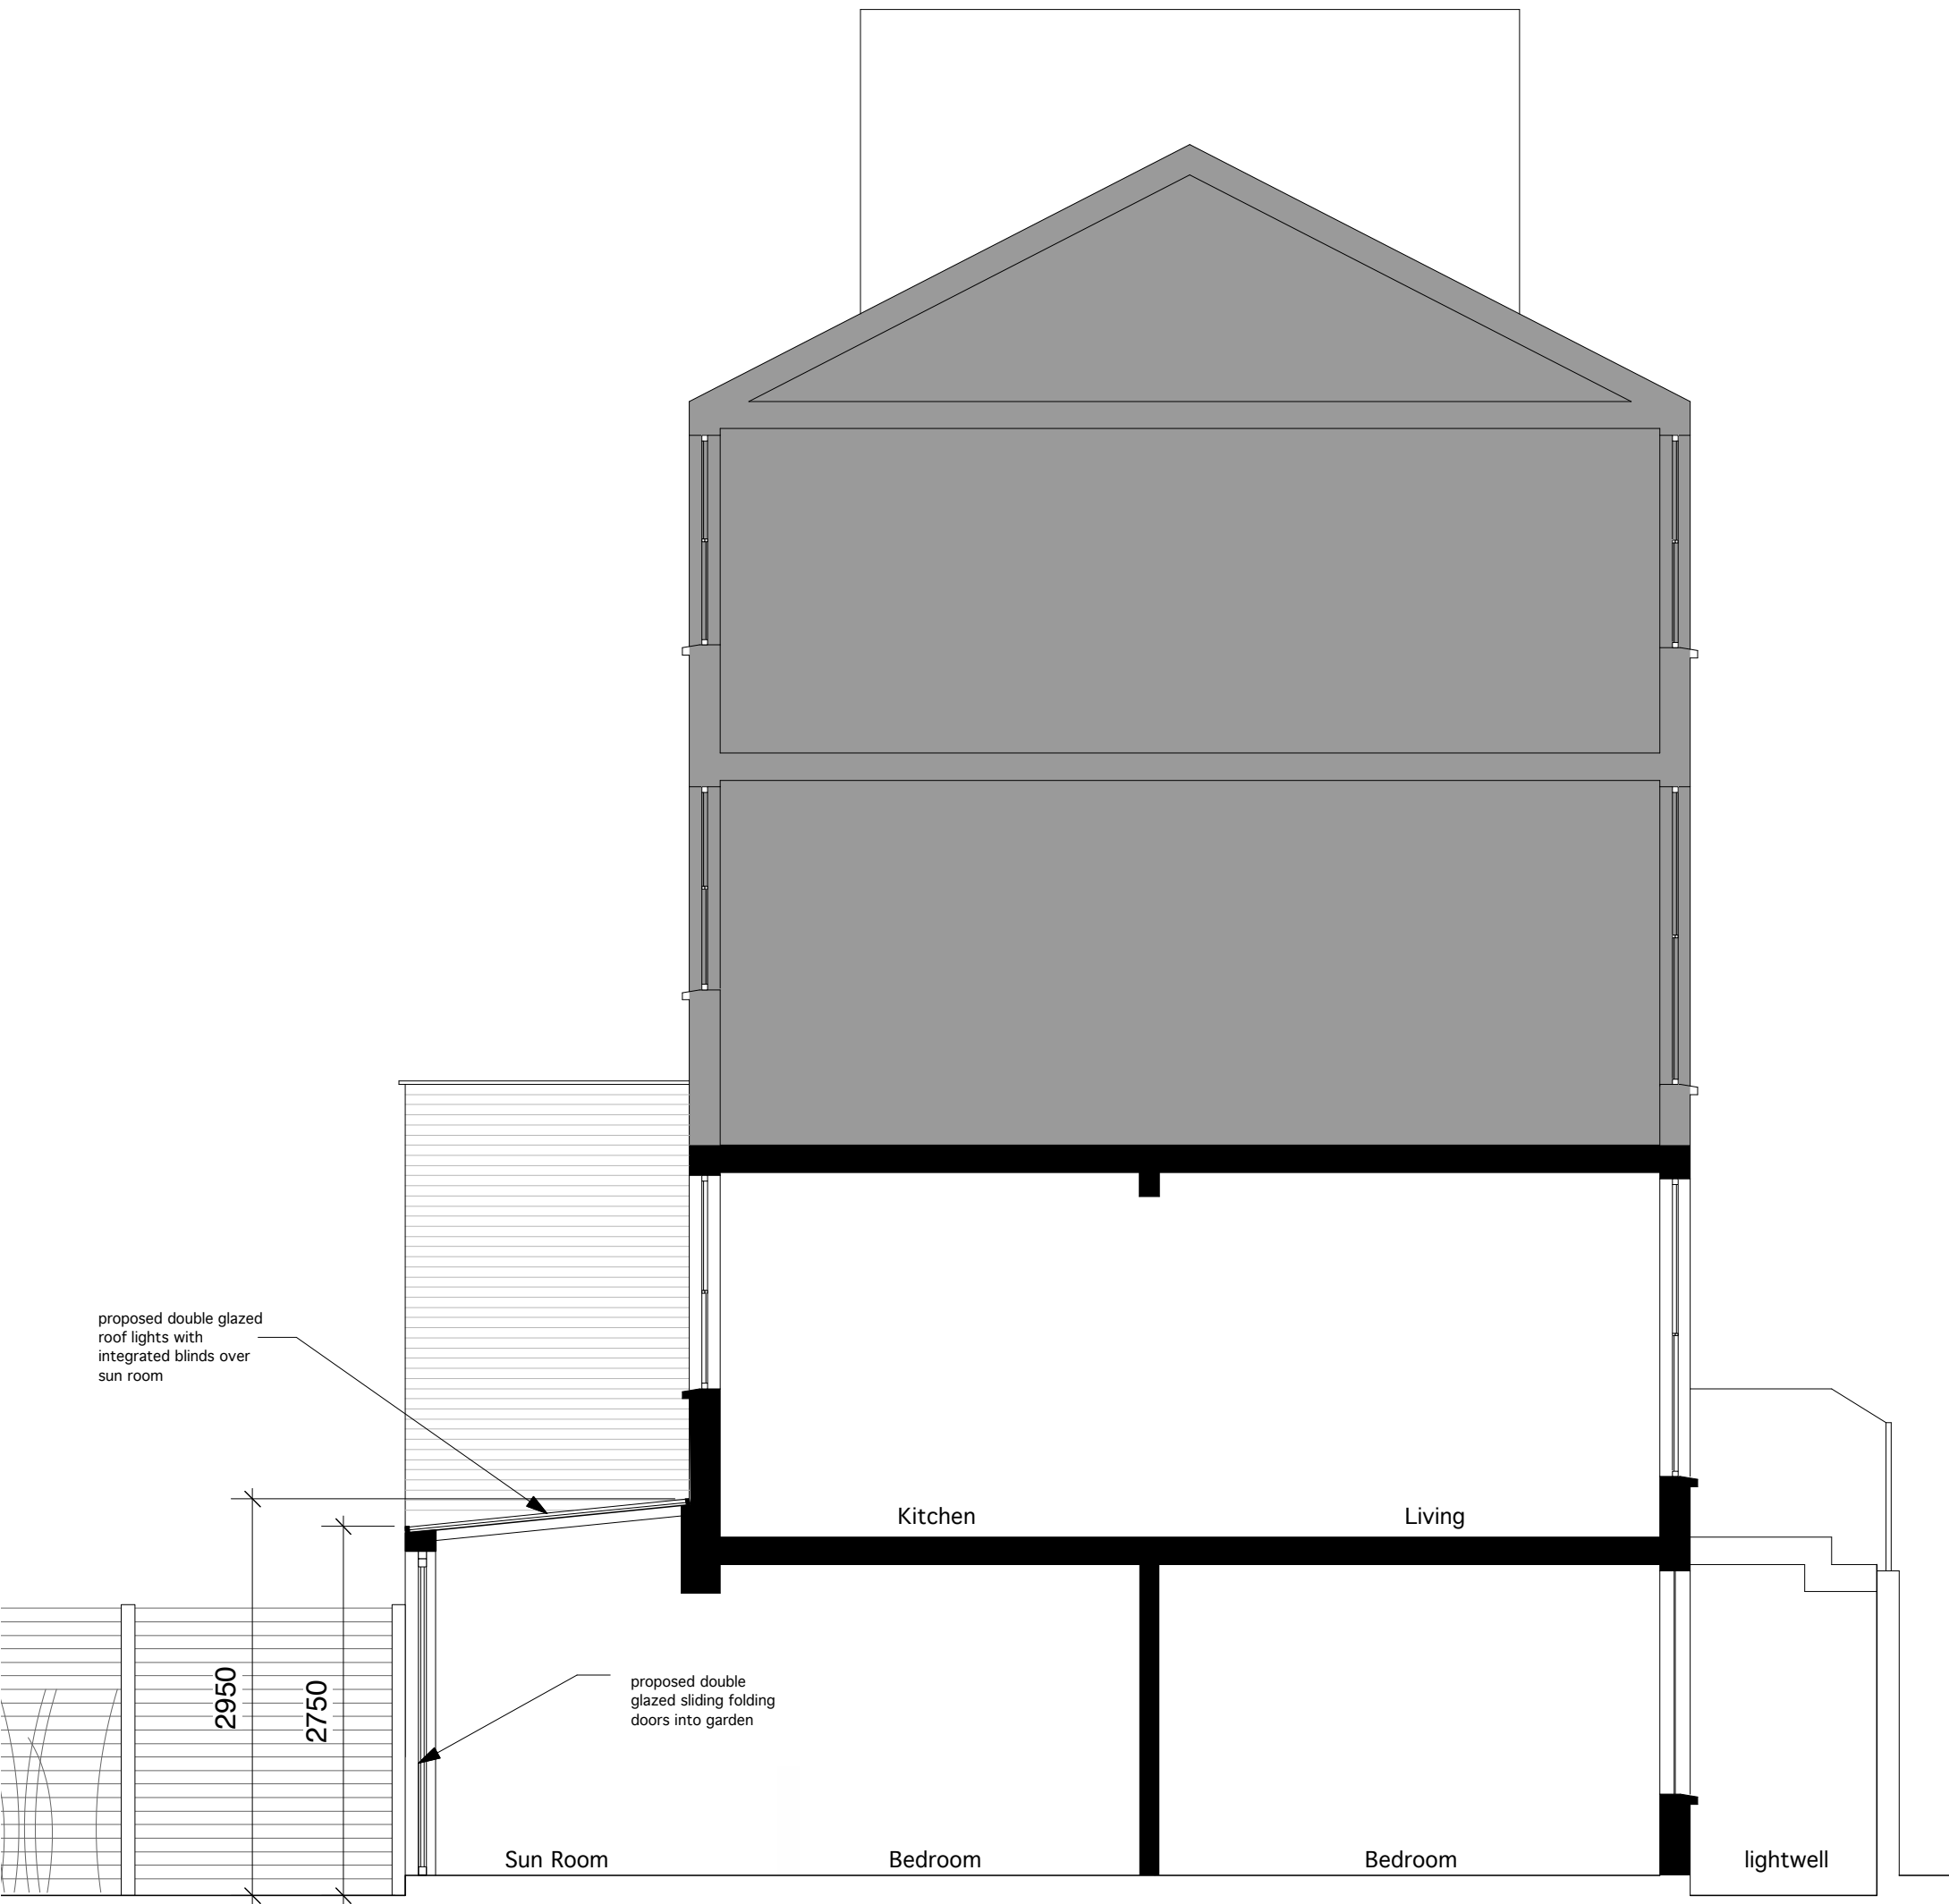 proposed double glazed
roof lights with
integrated blinds over
sun room
Kitchen
Living
2950
2750
proposed double
glazed sliding folding
doors into garden
Sun Room
Bedroom
Bedroom
lightwell